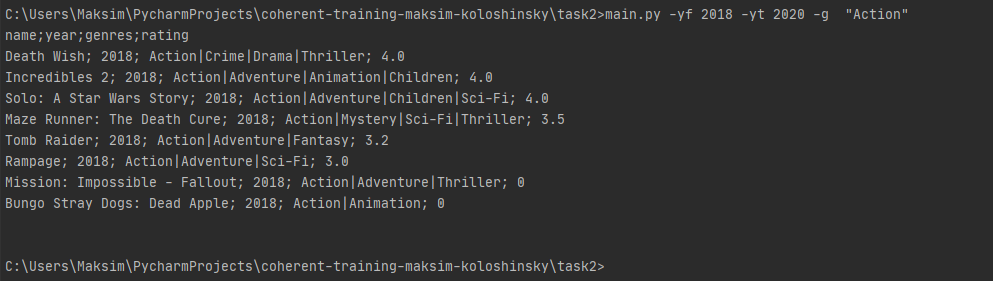 C:\Users\Maksim\PycharmProjects\coherent-training-maksim-koloshinsky\task2>main.py -yf 2018 -yt 2020 -g  "Action"
name;year;genres;rating
Death Wish; 2018; Action|Crime|Drama|Thriller; 4.0
Incredibles 2; 2018; Action|Adventure|Animation|Children; 4.0
Solo: A Star Wars Story; 2018; Action|Adventure|Children|Sci-Fi; 4.0
Maze Runner: The Death Cure; 2018; Action|Mystery|Sci-Fi|Thriller; 3.5
Tomb Raider; 2018; Action|Adventure|Fantasy; 3.2
Rampage; 2018; Action|Adventure|Sci-Fi; 3.0
Mission: Impossible - Fallout; 2018; Action|Adventure|Thriller; 0
Bungo Stray Dogs: Dead Apple; 2018; Action|Animation; 0
C:\Users\Maksim\PycharmProjects\coherent-training-maksim-koloshinsky\task2>